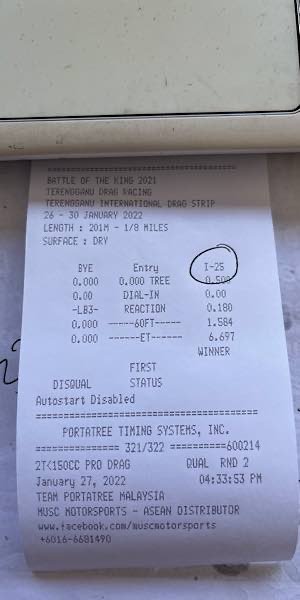 ==============================
BATTLE OF THE KING 2021
TERENGGANU DRAG RACING
TERENGGANU INTERNATIONAL DRAG STRIP
26 - 30 JANUARY 2022
LENGTH : 201M - 1/8 MILES
SURFACE : DRY
BYE Entry I-25
0.000 0.000 TREE 0.500
0.00 DIAL-IN 0.00
-LB3- REACTION 0.180
0.000 -----60FT----- 1.584
0.000 ------ET------ 6.697
WINNER
FIRST
DISQUAL STATUS
Autostart Disabled
========================================
PORTATREE TIMING SYSTEMS, INC.
=============== 321/322 ==========600214
2T<150CC PRO DRAG QUAL RND 2
January 27, 2022 04:33:53 PM
TEAM PORTATREE MALAYSIA
MUSC MOTORSPORTS - ASEAN DISTRIBUTOR
www.facebook.com/muscmotorsports
+6016-6681490